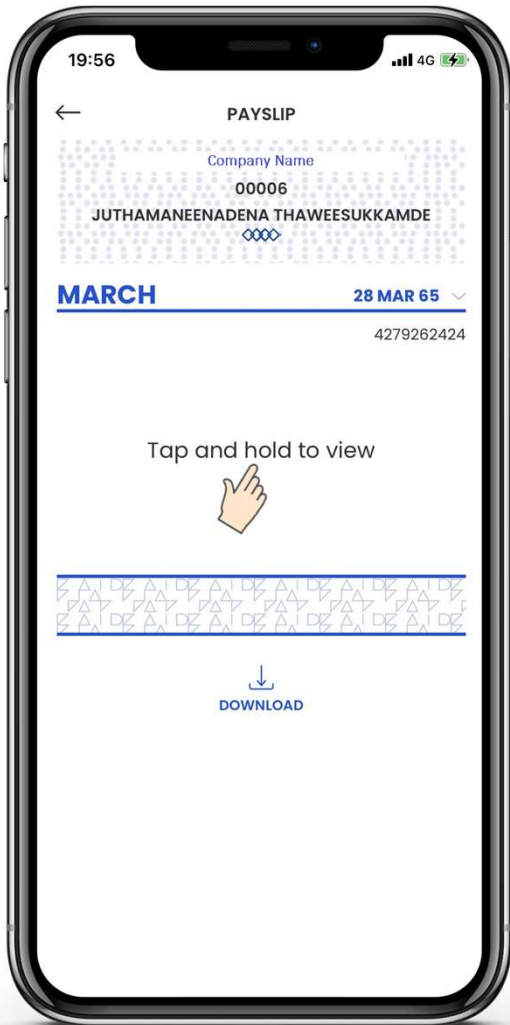 19:56 4G
PAYSLIP
Company Name
00006
JUTHAMANEENADENA THAWEESUKKAMDE
MARCH 28 MAR 65
4279262424
Tap and hold to view
DOWNLOAD